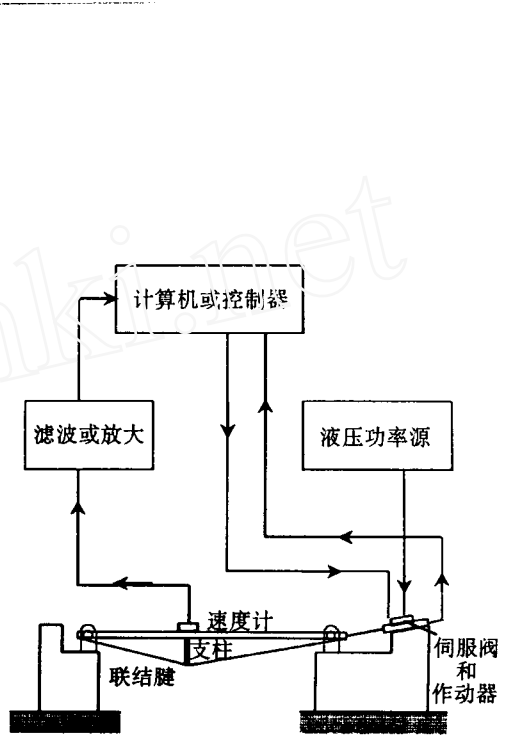 计算机或控制器
滤波或放大
液压功率源
速度计
支柱
联结腱
伺服阀
和
作动器